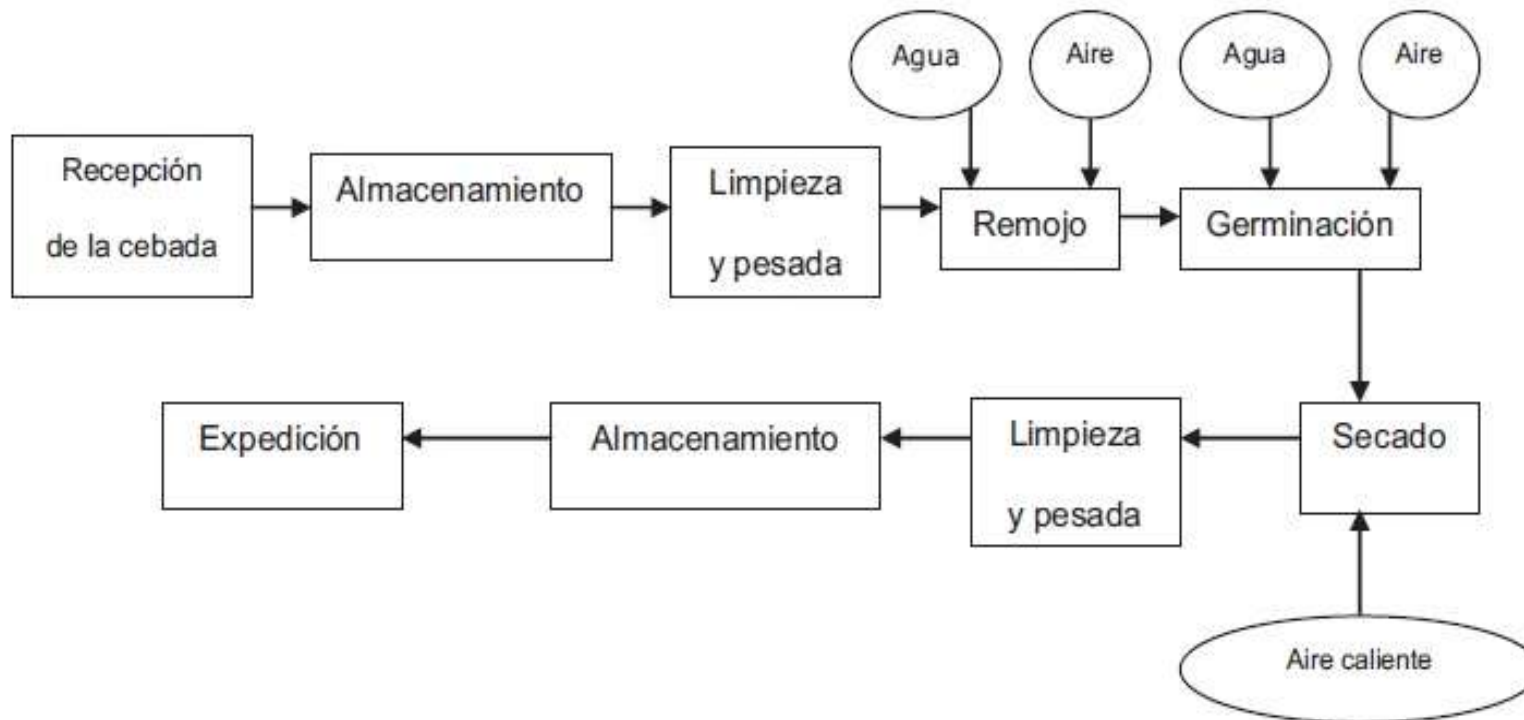 Agua
Aire
Agua
Aire
Recepción
de la cebada
Almacenamiento
Limpieza
y pesada
Remojo
Germinación
Secado
Limpieza
y pesada
Almacenamiento
Expedición
Aire caliente